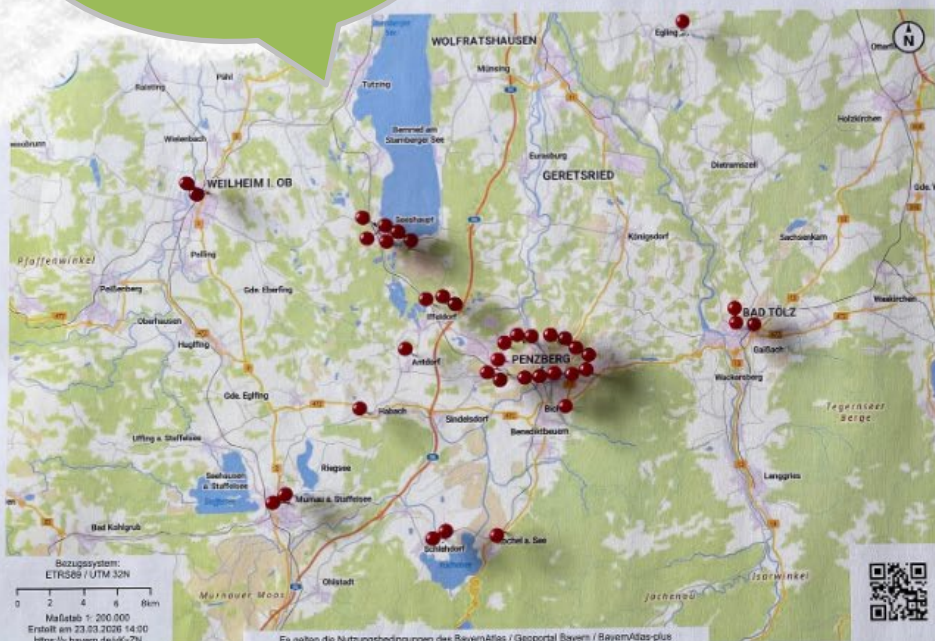 WOLFRATSHAUSEN
Egling
N
Münsing
Tutzing
Pähl
Raisting
Holzkirchen
Wielenbach
Bernried am
Starnberger See
Eurasburg
Dietramszell
GERETSRIED
WEILHEIM I. OB
Seeshaupt
Königsdorf
Sachsenkam
Polling
Pfaffenwinkel
Peißenberg
Gde. Eberfing
Waakirchen
Iffeldorf
BAD TÖLZ
472
Oberhausen
Huglfing
Gaißach
PENZBERG
Antdorf
Wackersberg
Gde. Eglfing
472
Habach
Sindelsdorf
Bichl
Tegernseer
Berge
Benediktbeuern
Uffing a. Staffelsee
Riegsee
Seehausen
a. Staffelsee
Lenggries
Murnau a. Staffelsee
Bad Kohlgrub
Schlehdorf
Kochel a. See
Bezugssystem:
ETRS89 / UTM 32N
Ohlstadt
Isarwinkel
Jachenau
Murnauer Moos
0 2 4 6 8km
Maßstab 1: 200.000
Erstellt am 23.03.2026 14:00
Es gelten die Nutzungsbedingungen des BayernAtlas / Geoportal Bayern / BayernAtlas-plus